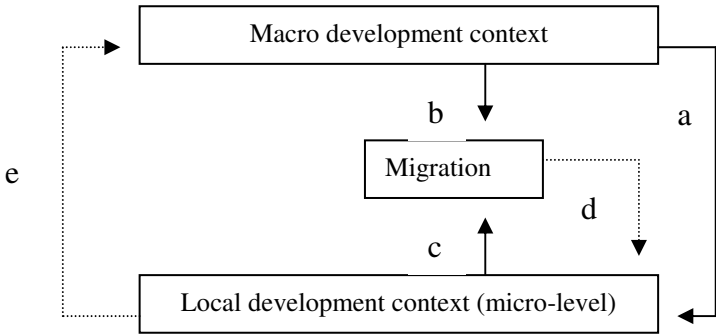 Macro development context
b
a
Migration
e
d
c
Local development context (micro-level)